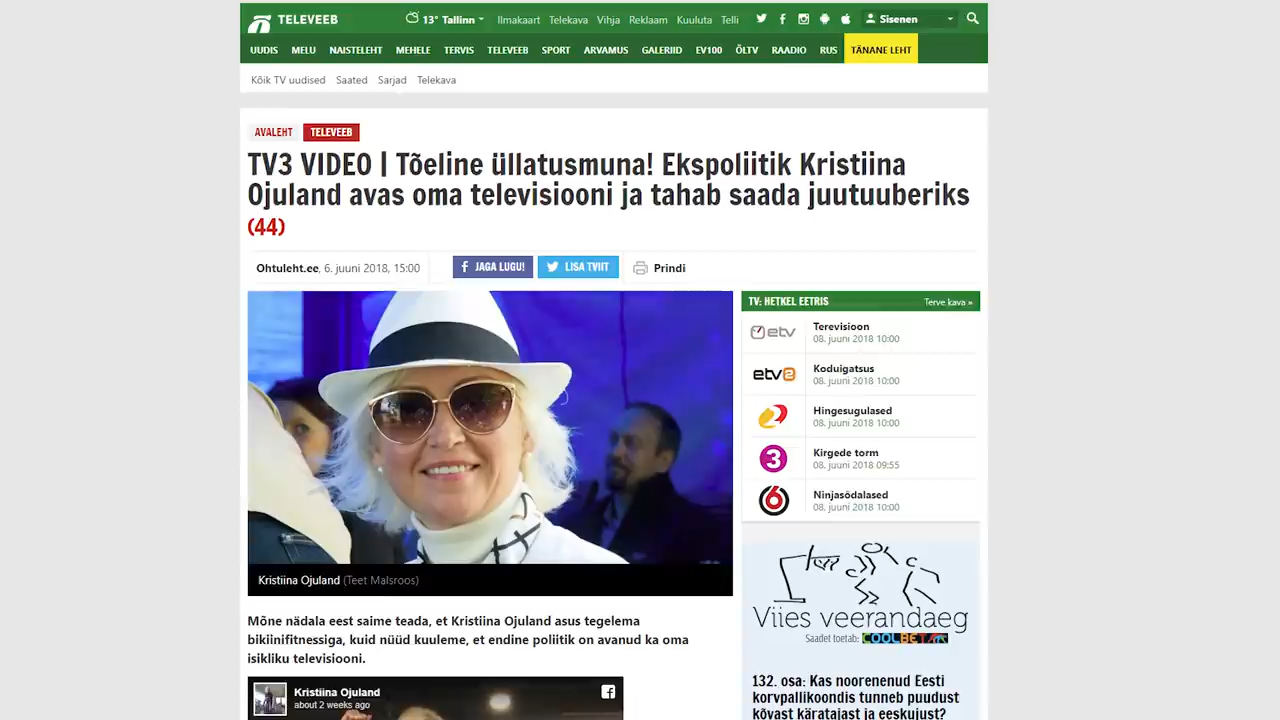 TELEVEEB
13° Tallinn
Ilmakaart Telekava Vihja Reklaam Kuuluta Telli
Sisenen
UUDIS MELU NAISTELEHT MEHELE TERVIS TELEVEEB SPORT ARVAMUS GALERIID EV100 ÕLTV RAADIO RUS TÄNANE LEHT
Kõik TV uudised Saated Sarjad Telekava
AVALEHT TELEVEEB
TV3 VIDEO | Tõeline üllatusmuna! Ekspoliitik Kristiina
Ojuland avas oma televisiooni ja tahab saada juutuuberiks
(44)
Ohtuleht.ee, 6. juuni 2018, 15:00
JAGA LUGU!
LISA TVIIT
Prindi
Kristiina Ojuland (Teet Malsroos)
Mõne nädala eest saime teada, et Kristiina Ojuland asus tegelema
bikiinifitnessiga, kuid nüüd kuuleme, et endine poliitik on avanud ka oma
isikliku televisiooni.
Kristiina Ojuland
about 2 weeks ago
TV: HETKEL EETRIS Terve kava »
etv
Terevisioon
08. juuni 2018 10:00
etv2
Koduigatsus
08. juuni 2018 10:00
2
Hingesugulased
08. juuni 2018 10:00
3
Kirgede torm
08. juuni 2018 09:55
6
Ninjasõdalased
08. juuni 2018 10:00
Viies veerandaeg
Saadet toetab: COOLBET
132. osa: Kas noorenenud Eesti
korvpallikoondis tunneb puudust
kõvast käratajast ja eeskujust?